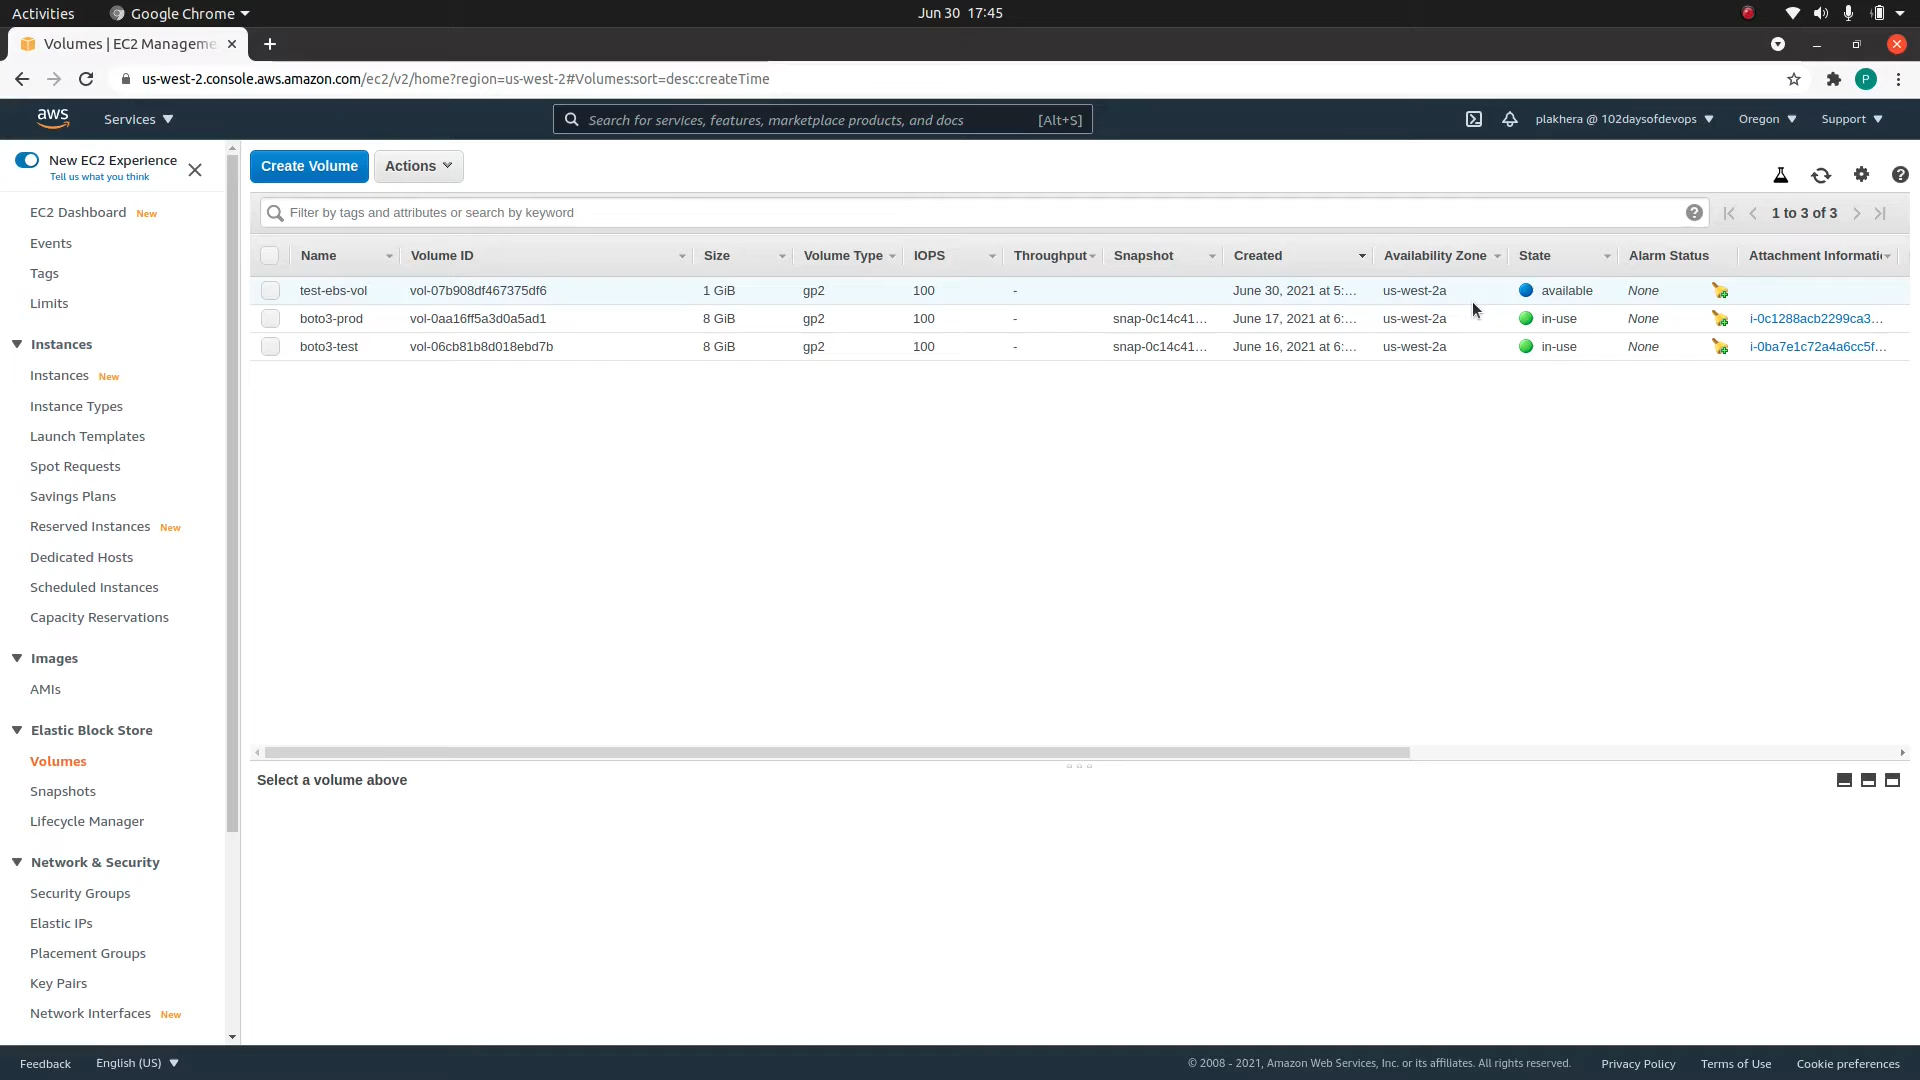 Activities Google Chrome Jun 30 17:45
Volumes | EC2 Manageme
us-west-2.console.aws.amazon.com/ec2/v2/home?region=us-west-2#Volumes:sort=desc:createTime P
aws Services Search for services, features, marketplace products, and docs [Alt+S] plakhera @ 102daysofdevops Oregon Support
New EC2 Experience
Tell us what you think
EC2 Dashboard New
Events
Tags
Limits
Instances
Instances New
Instance Types
Launch Templates
Spot Requests
Savings Plans
Reserved Instances New
Dedicated Hosts
Scheduled Instances
Capacity Reservations
Images
AMIs
Elastic Block Store
Volumes
Snapshots
Lifecycle Manager
Network & Security
Security Groups
Elastic IPs
Placement Groups
Key Pairs
Network Interfaces New
Create Volume Actions
Filter by tags and attributes or search by keyword 1 to 3 of 3
Name Volume ID Size Volume Type IOPS Throughput Snapshot Created Availability Zone State Alarm Status Attachment Informati
test-ebs-vol vol-07b908df467375df6 1 GiB gp2 100 - June 30, 2021 at 5:... us-west-2a available None
boto3-prod vol-0aa16ff5a3d0a5ad1 8 GiB gp2 100 - snap-0c14c41... June 17, 2021 at 6:... us-west-2a in-use None i-0c1288acb2299ca3...
boto3-test vol-06cb81b8d018ebd7b 8 GiB gp2 100 - snap-0c14c41... June 16, 2021 at 6:... us-west-2a in-use None i-0ba7e1c72a4a6cc5f...
Select a volume above
Feedback English (US) © 2008 - 2021, Amazon Web Services, Inc. or its affiliates. All rights reserved. Privacy Policy Terms of Use Cookie preferences